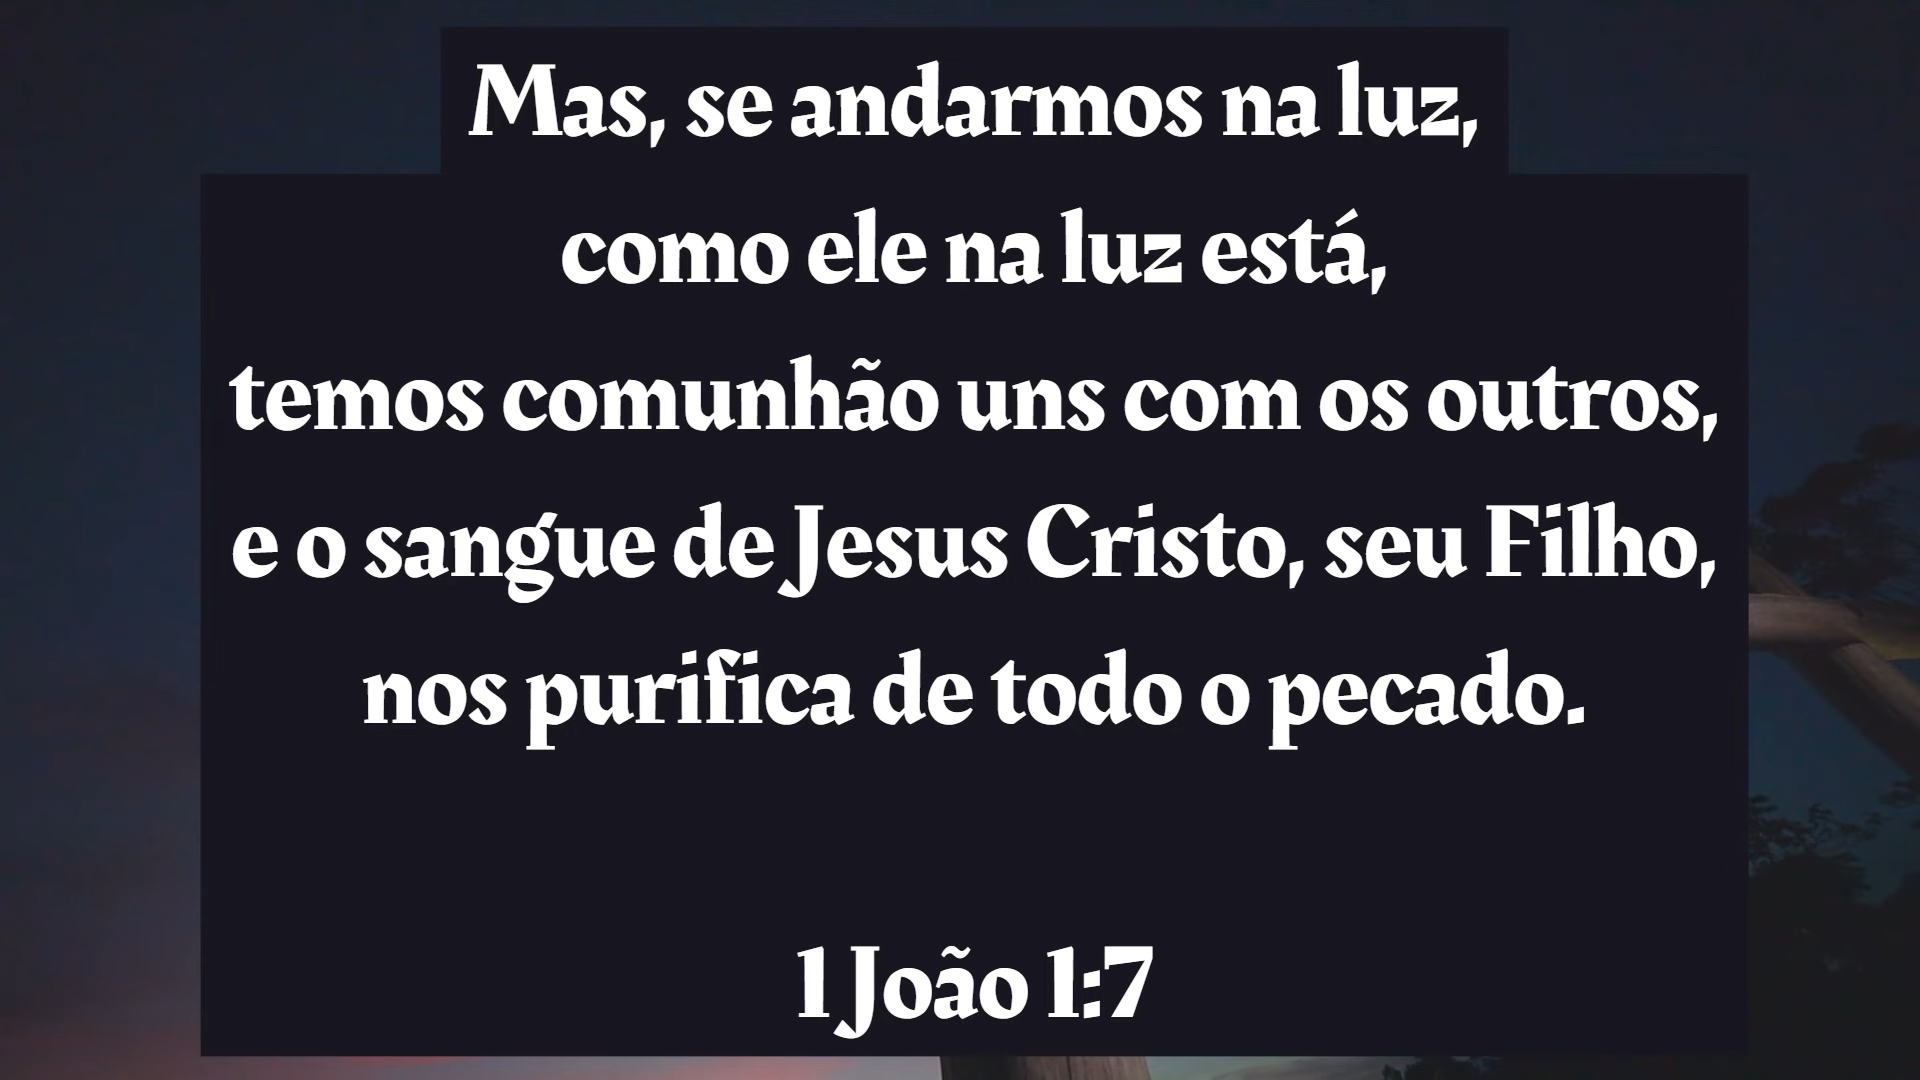 Mas, se andarmos na luz,
como ele na luz está,
temos comunhão uns com os outros,
e o sangue de Jesus Cristo, seu Filho,
nos purifica de todo o pecado.
1 João 1:7